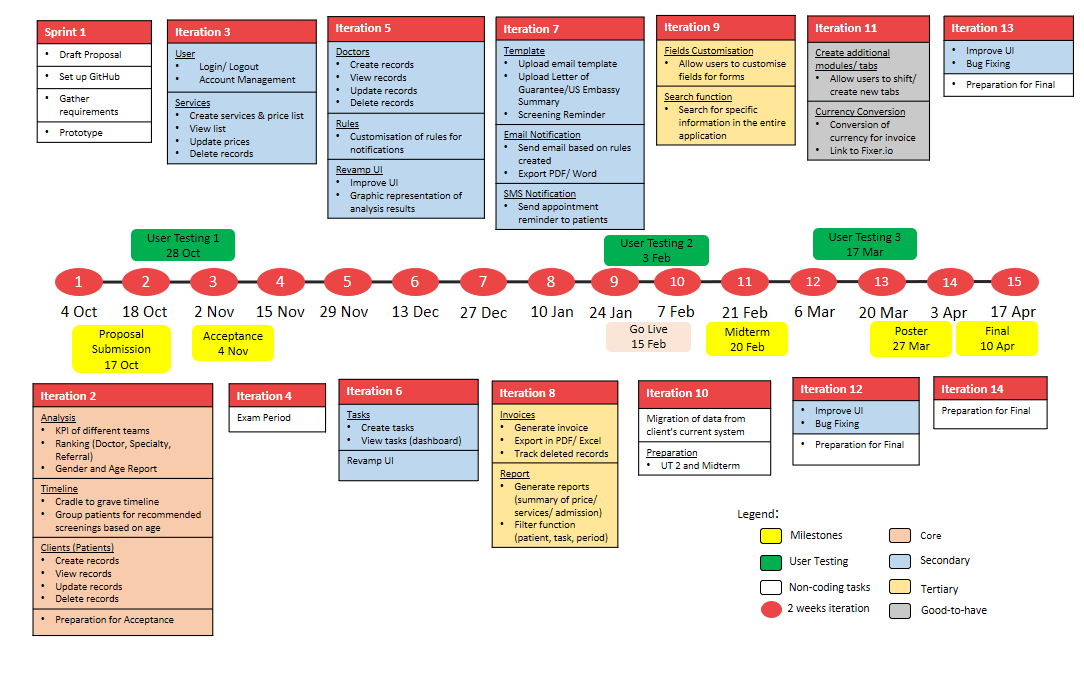 Sprint 1
• Draft Proposal
• Set up GitHub
• Gather
requirements
• Prototype
Iteration 3
User
Login/ Logout
Account Management
Services
• Create services & price list
• View list
• Update prices
• Delete records
Iteration 5
Doctors
• Create records
• View records
• Update records
• Delete records
Rules
• Customisation of rules for
notifications
Revamp UI
• Improve UI
• Graphic representation of
analysis results
Iteration 7
Template
• Upload email template
• Upload Letter of
Guarantee/US Embassy
Summary
• Screening Reminder
Email Notification
• Send email based on rules
created
• Export PDF/ Word
SMS Notification
• Send appointment
reminder to patients
Iteration 9
Fields Customisation
• Allow users to customise
fields for forms
Search function
• Search for specific
information in the entire
application
Iteration 11
Create additional
modules/ tabs
• Allow users to shift/
create new tabs
Currency Conversion
• Conversion of
currency for invoice
• Link to Fixer.io
Iteration 13
• Improve UI
• Bug Fixing
• Preparation for Final
User Testing 1
28 Oct
User Testing 2
3 Feb
User Testing 3
17 Mar
1 2 3 4 5 6 7 8 9 10 11 12 13 14 15
4 Oct 18 Oct 2 Nov 15 Nov 29 Nov 13 Dec 27 Dec 10 Jan 24 Jan 7 Feb 21 Feb 6 Mar 20 Mar 3 Apr 17 Apr
Proposal
Submission
17 Oct
Acceptance
4 Nov
Go Live
15 Feb
Midterm
20 Feb
Poster
27 Mar
Final
10 Apr
Iteration 2
Analysis
• KPI of different teams
• Ranking (Doctor, Specialty,
Referral)
• Gender and Age Report
Timeline
• Cradle to grave timeline
• Group patients for recommended
screenings based on age
Clients (Patients)
• Create records
• View records
• Update records
• Delete records
• Preparation for Acceptance
Iteration 4
Exam Period
Iteration 6
Tasks
• Create tasks
• View tasks (dashboard)
Revamp UI
Iteration 8
Invoices
• Generate invoice
• Export in PDF/ Excel
• Track deleted records
Report
• Generate reports
(summary of price/
services/ admission)
• Filter function
(patient, task, period)
Iteration 10
Migration of data from
client's current system
Preparation
• UT 2 and Midterm
Iteration 12
• Improve UI
• Bug Fixing
• Preparation for Final
Iteration 14
Preparation for Final
Legend:
Milestones
User Testing
Non-coding tasks
2 weeks iteration
Core
Secondary
Tertiary
Good-to-have